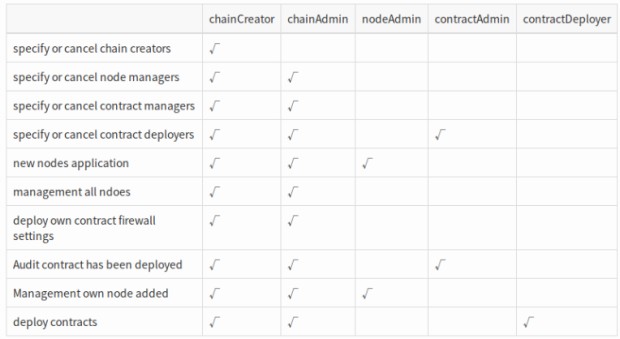 chainCreator chainAdmin nodeAdmin contractAdmin contractDeployer
specify or cancel chain creators √
specify or cancel node managers √ √
specify or cancel contract managers √ √
specify or cancel contract deployers √ √ √
new nodes application √ √ √
management all ndoes √ √
deploy own contract firewall √ √
settings
Audit contract has been deployed √ √ √
Management own node added √ √ √
deploy contracts √ √ √